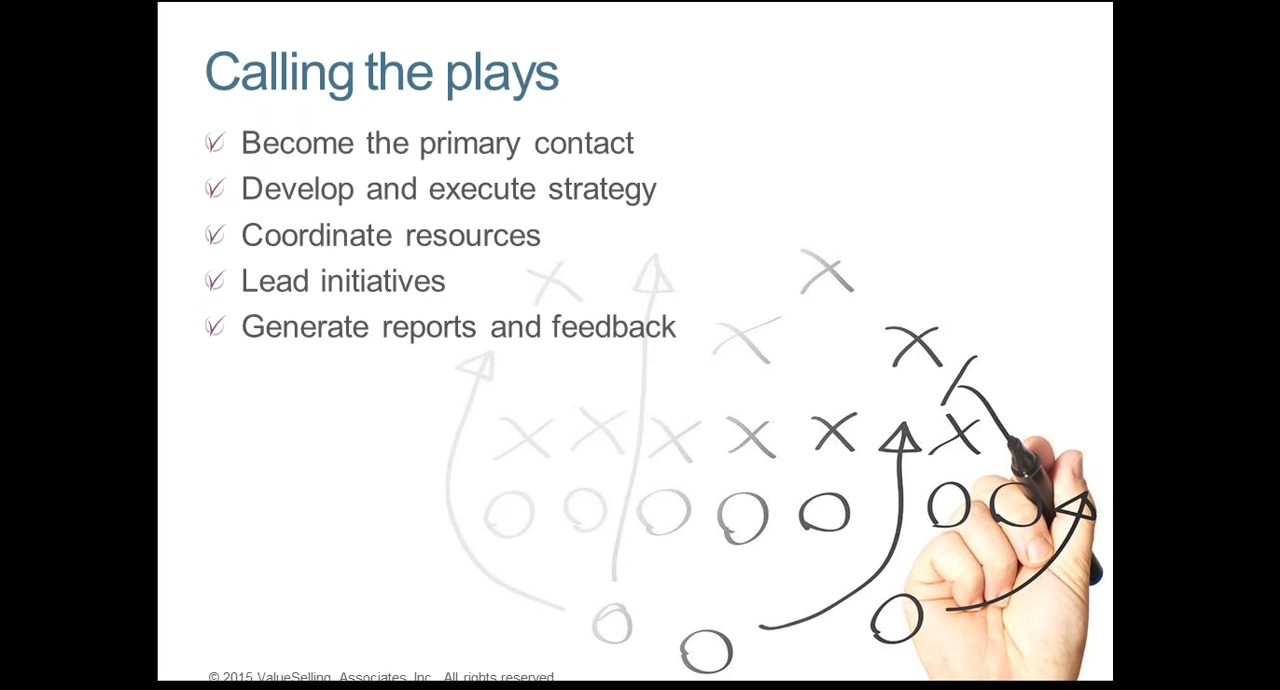 Calling the plays
Become the primary contact
Develop and execute strategy
Coordinate resources
Lead initiatives
Generate reports and feedback
© 2015 ValueSelling Associates, Inc. All rights reserved